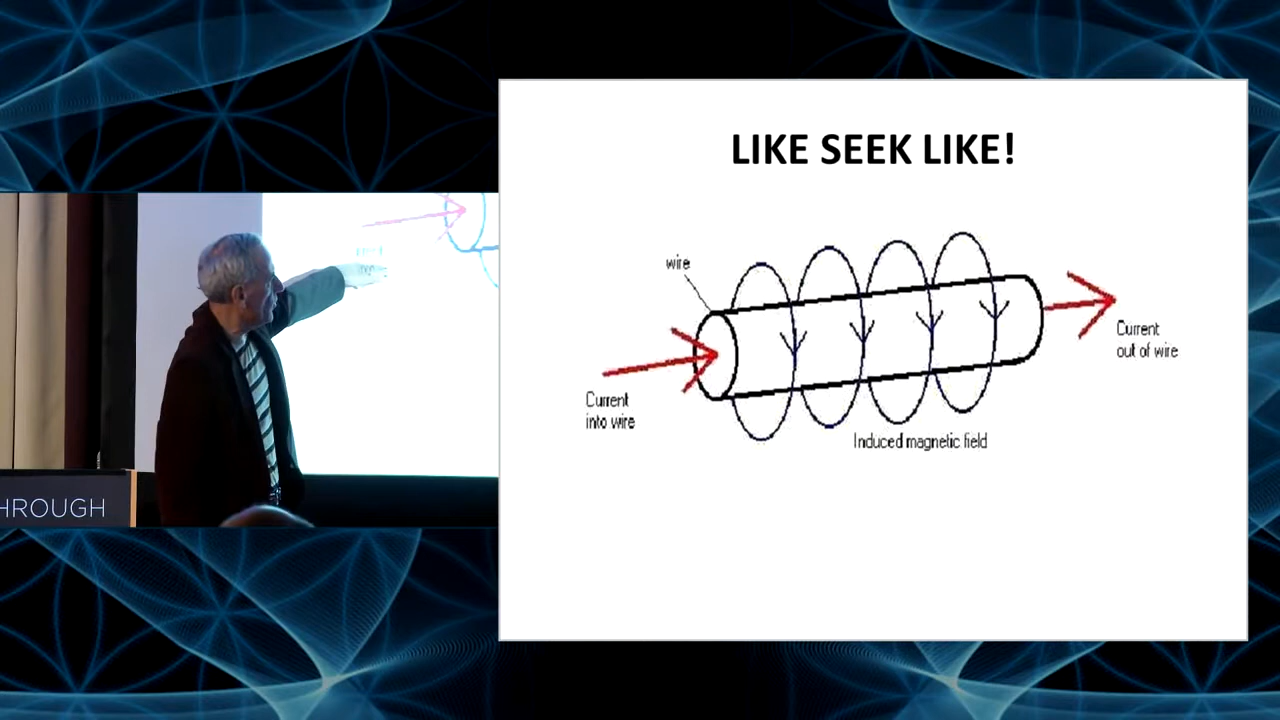 LIKE SEEK LIKE!
wire
Current
into wire
Current
out of wire
Induced magnetic field
HROUGH